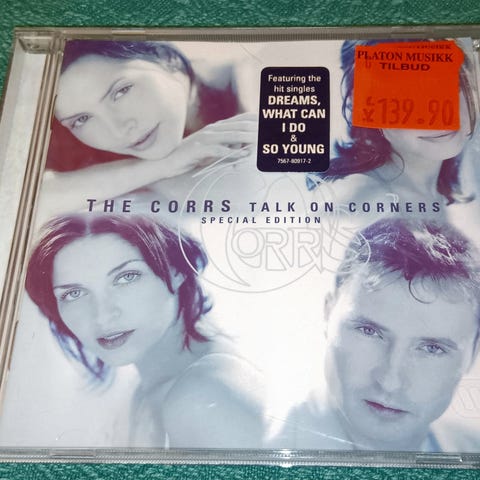 Featuring the
hit singles
DREAMS,
WHAT CAN
I DO
&
SO YOUNG
7567-80917-2
PLATON MUSIKK
TILBUD
139.90
THE CORRS TALK ON CORNERS
SPECIAL EDITION
CORRS